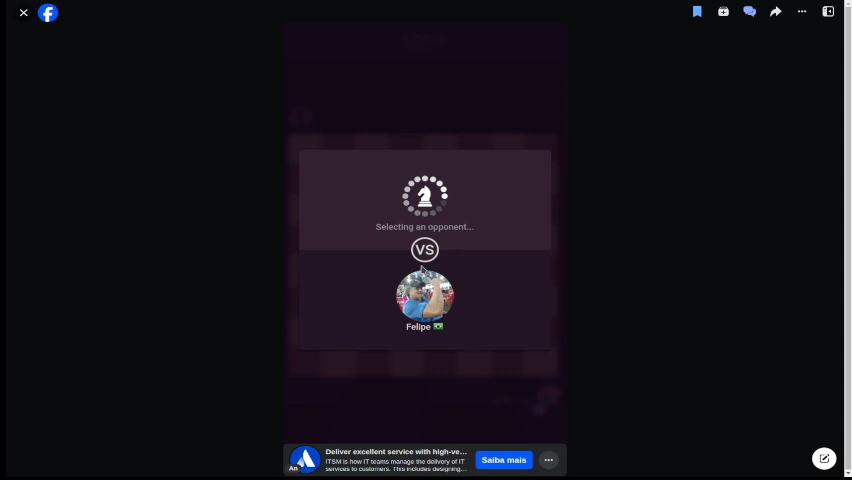 Selecting an opponent...
VS
Felipe
Deliver excellent service with high-ve...
ITSM is how IT teams manage the delivery of IT
services to customers. This includes designing...
An
Saiba mais